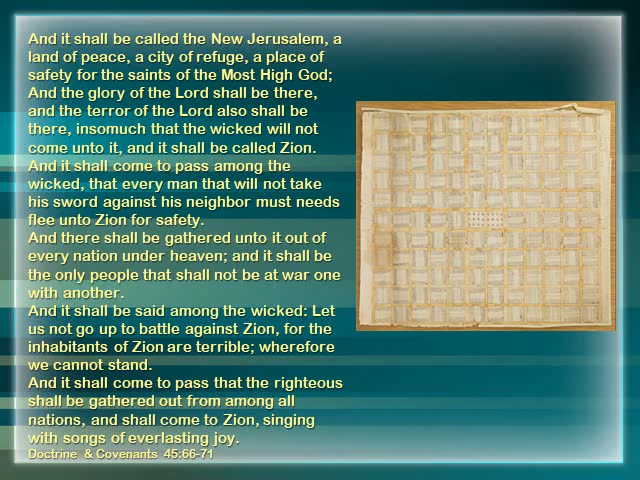 And it shall be called the New Jerusalem, a
land of peace, a city of refuge, a place of
safety for the saints of the Most High God;
And the glory of the Lord shall be there,
and the terror of the Lord also shall be
there, insomuch that the wicked will not
come unto it, and it shall be called Zion.
And it shall come to pass among the
wicked, that every man that will not take
his sword against his neighbor must needs
flee unto Zion for safety.
And there shall be gathered unto it out of
every nation under heaven; and it shall be
the only people that shall not be at war one
with another.
And it shall be said among the wicked: Let
us not go up to battle against Zion, for the
inhabitants of Zion are terrible; wherefore
we cannot stand.
And it shall come to pass that the righteous
shall be gathered out from among all
nations, and shall come to Zion, singing
with songs of everlasting joy.
Doctrine & Covenants 45:66-71